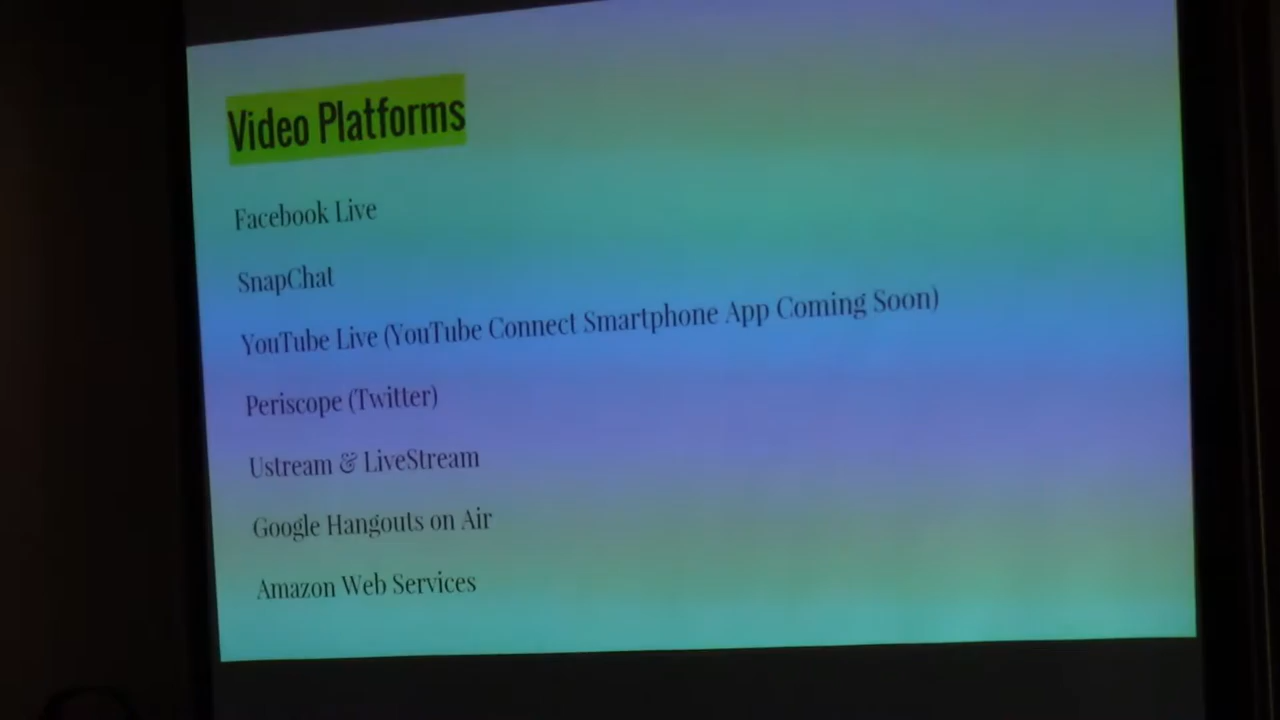 Video Platforms
Facebook Live
SnapChat
YouTube Live (YouTube Connect Smartphone App Coming Soon)
Periscope (Twitter)
Ustream & LiveStream
Google Hangouts on Air
Amazon Web Services